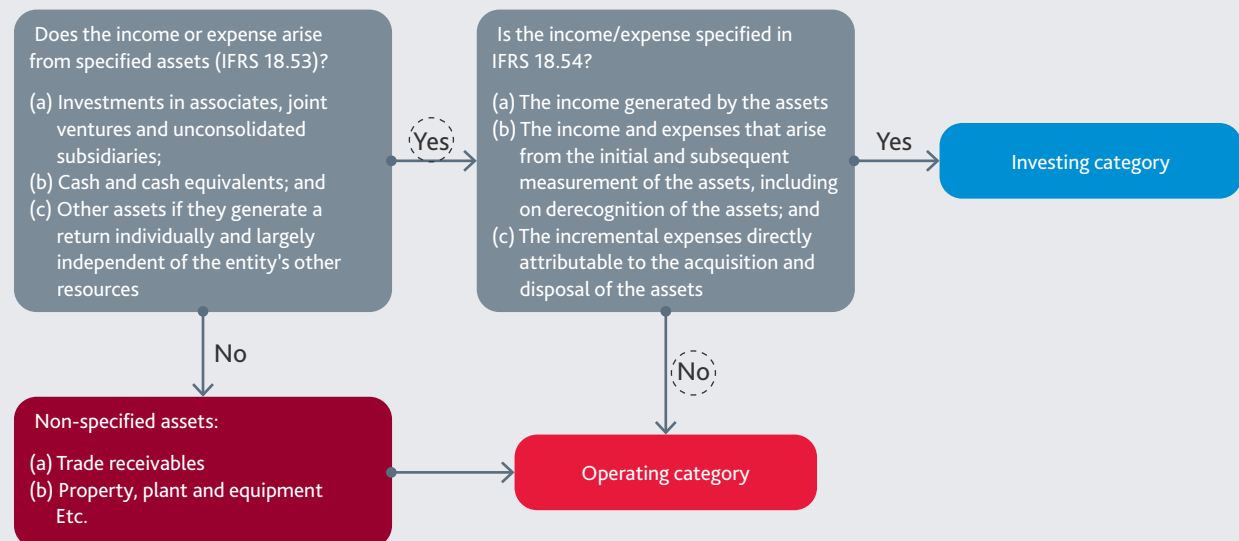 Does the income or expense arise
from specified assets (IFRS 18.53)?
(a) Investments in associates, joint
ventures and unconsolidated
subsidiaries;
(b) Cash and cash equivalents; and
(c) Other assets if they generate a
return individually and largely
independent of the entity's other
resources
Yes
Is the income/expense specified in
IFRS 18.54?
(a) The income generated by the assets
(b) The income and expenses that arise
from the initial and subsequent
measurement of the assets, including
on derecognition of the assets; and
(c) The incremental expenses directly
attributable to the acquisition and
disposal of the assets
Yes
Investing category
No
No
Non-specified assets:
(a) Trade receivables
(b) Property, plant and equipment
Etc.
Operating category